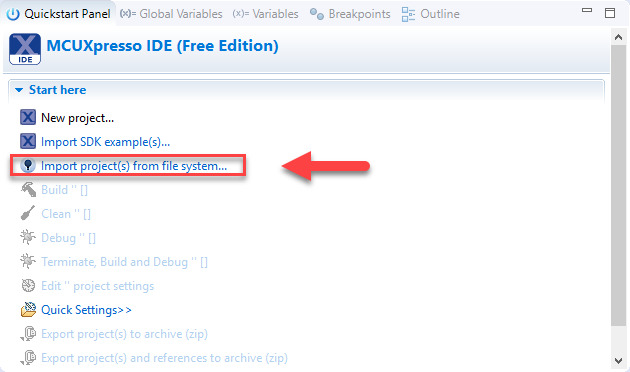 Quickstart Panel (x)= Global Variables (x)= Variables Breakpoints Outline
X IDE MCUXpresso IDE (Free Edition)
Start here
X New project...
X Import SDK example(s)...
Import project(s) from file system...
Build '' []
Clean '' []
Debug '' []
Terminate, Build and Debug '' []
Edit '' project settings
Quick Settings>>
Export project(s) to archive (zip)
Export project(s) and references to archive (zip)